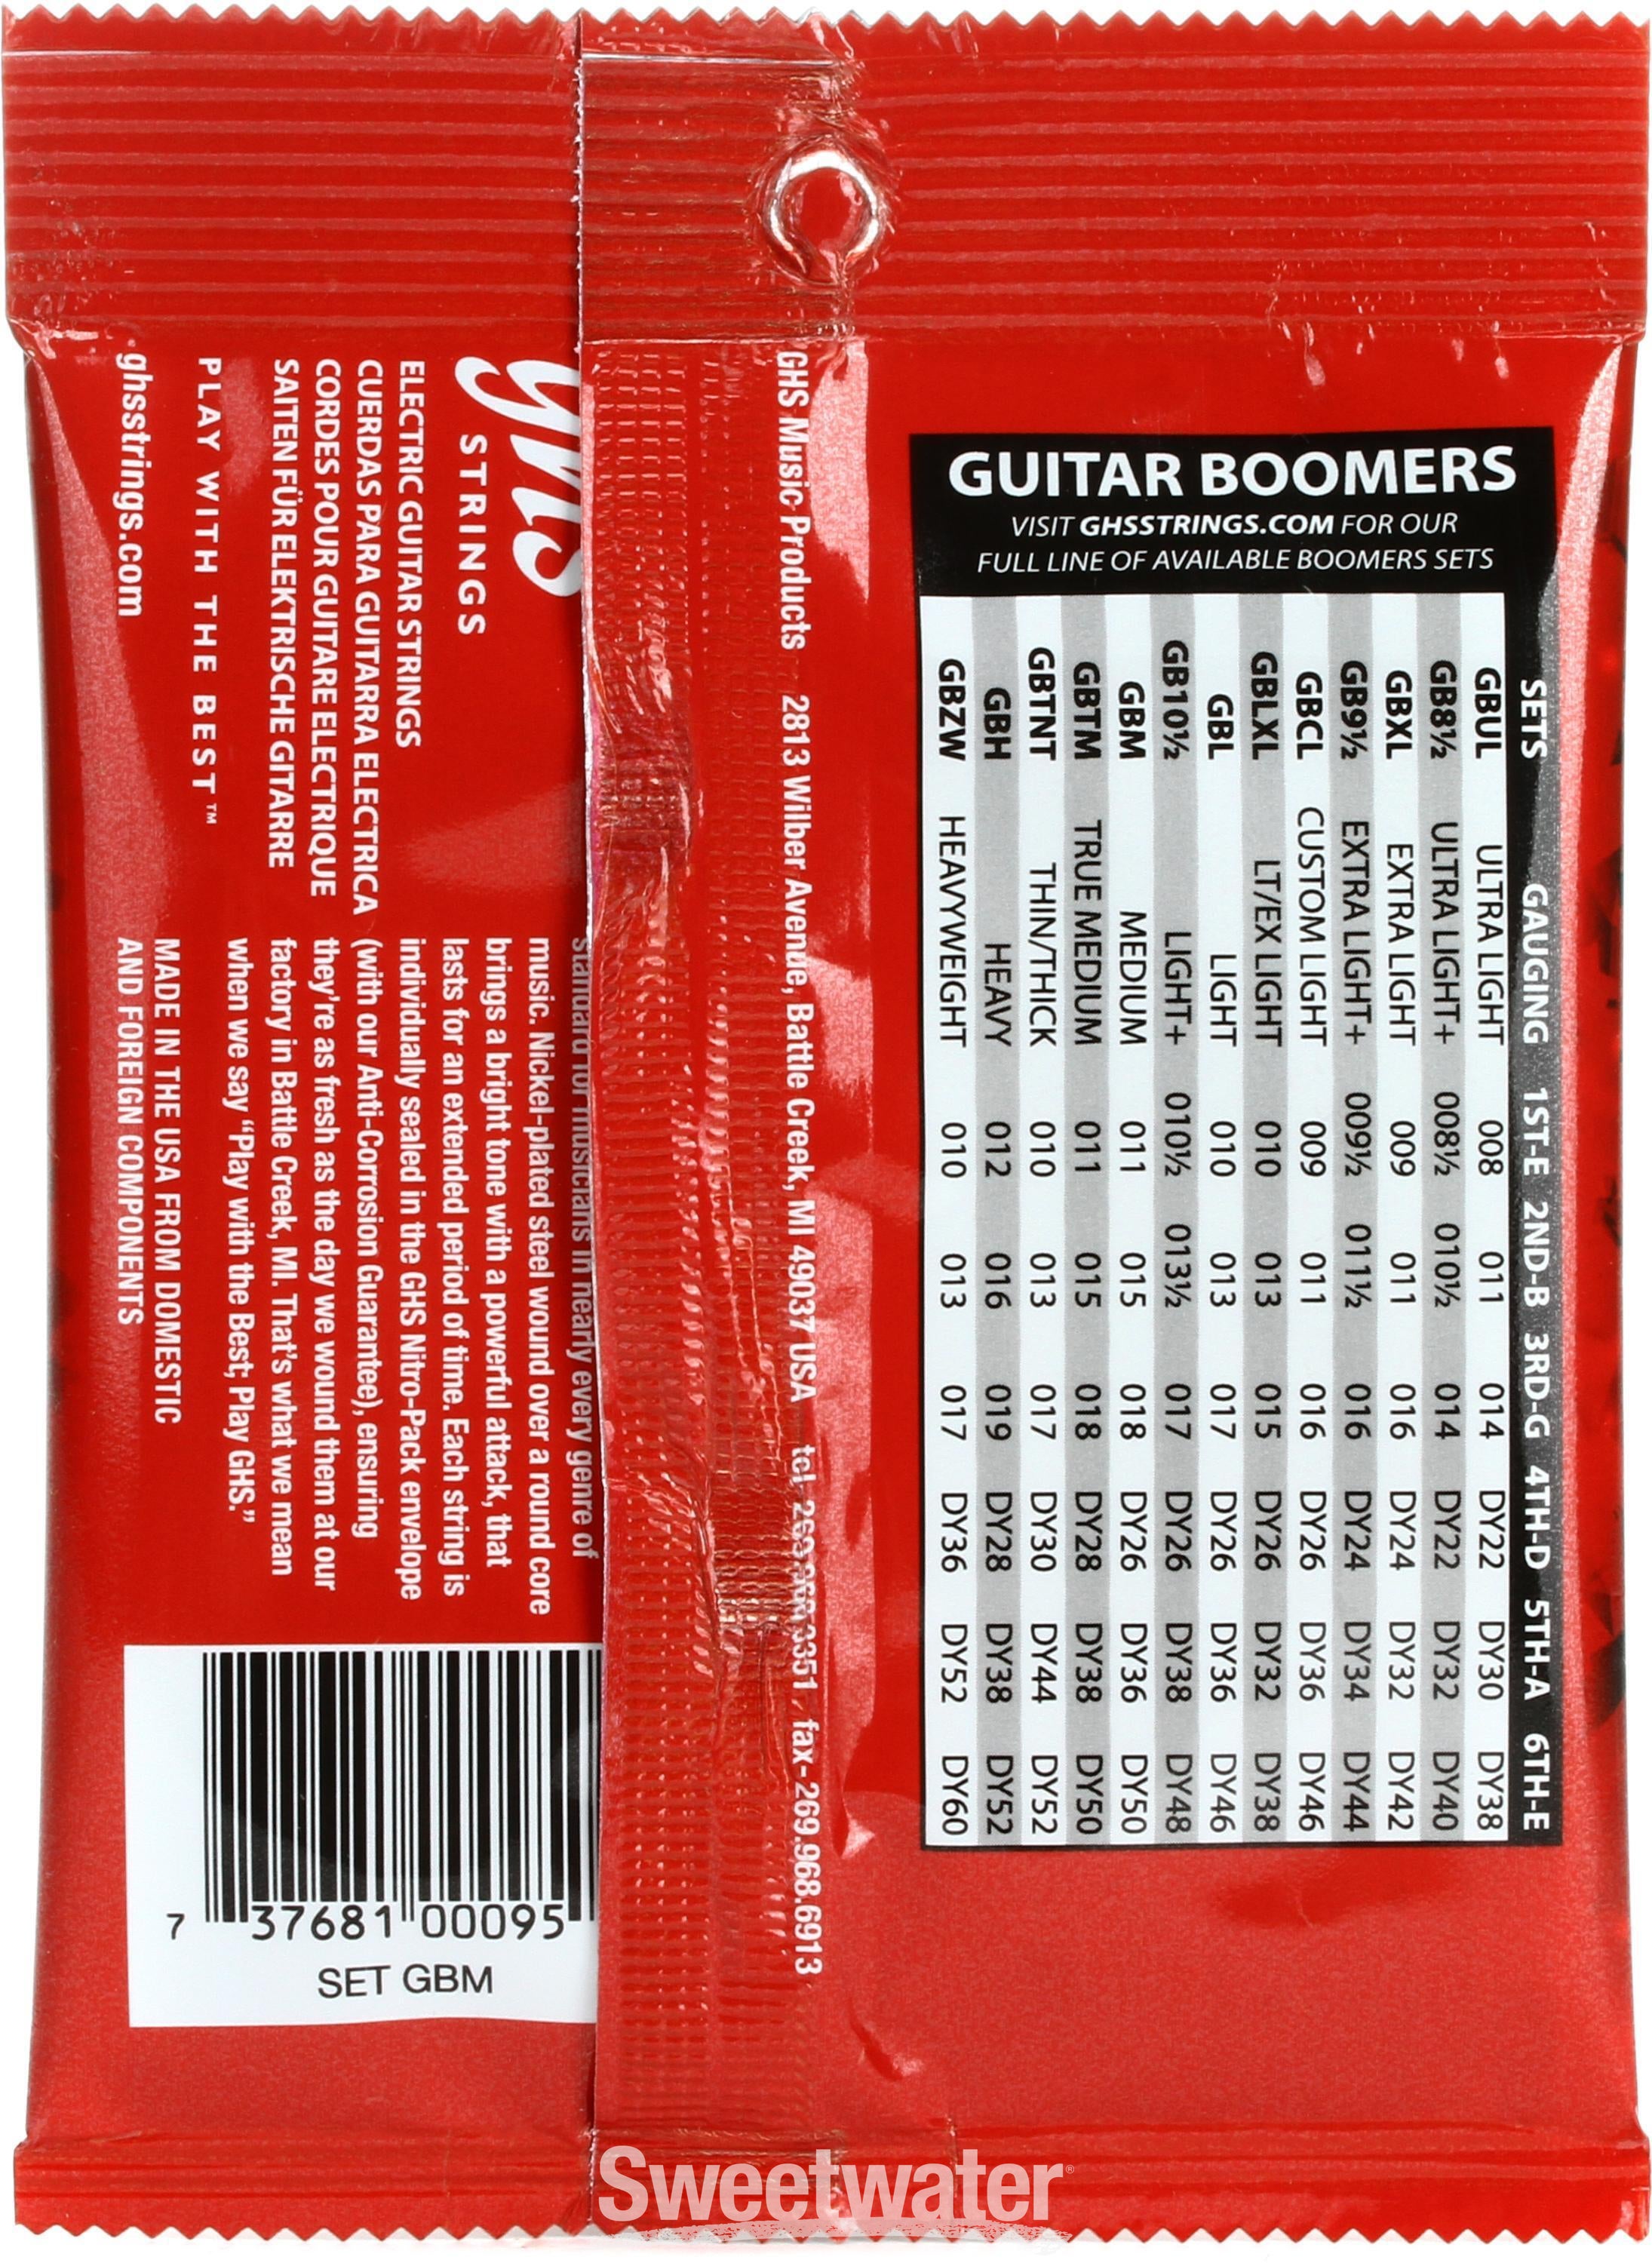 GUITAR BOOMERS
VISIT GHSSTRINGS.COM FOR OUR
FULL LINE OF AVAILABLE BOOMERS SETS
SETS GAUGING 1ST-E 2ND-B 3RD-G 4TH-D 5TH-A 6TH-E
GBUL ULTRA LIGHT 008 011 014 DY22 DY30 DY38
GB8½ ULTRA LIGHT+ 008½ 010½ 014 DY22 DY32 DY40
GBXL EXTRA LIGHT 009 011 016 DY24 DY32 DY42
GB9½ EXTRA LIGHT+ 009½ 011½ 016 DY24 DY34 DY44
GBCL CUSTOM LIGHT 009 011 016 DY26 DY36 DY46
GBLXL LT/EX LIGHT 010 013 015 DY26 DY32 DY38
GBL LIGHT 010 013 017 DY26 DY36 DY46
GB10½ LIGHT+ 010½ 013½ 017 DY26 DY38 DY48
GBM MEDIUM 011 015 018 DY26 DY36 DY50
GBTM TRUE MEDIUM 011 015 018 DY28 DY38 DY50
GBTNT THIN/THICK 010 013 017 DY30 DY44 DY52
GBH HEAVY 012 016 019 DY28 DY38 DY52
GBZW HEAVYWEIGHT 010 013 017 DY36 DY52 DY60
GHS Music Products 2813 Wilber Avenue, Battle Creek, MI 49037 USA fax-269.968.6913
ghs
STRINGS
ELECTRIC GUITAR STRINGS
CUERDAS PARA GUITARRA ELECTRICA
CORDES POUR GUITARE ELECTRIQUE
SAITEN FÜR ELEKTRISCHE GITARRE
PLAY WITH THE BEST™
ghsstrings.com
standard for musicians in nearly every genre of
music. Nickel-plated steel wound over a round core
brings a bright tone with a powerful attack, that
lasts for an extended period of time. Each string is
individually sealed in the GHS Nitro-Pack envelope
(with our Anti-Corrosion Guarantee), ensuring
they're as fresh as the day we wound them at our
factory in Battle Creek, MI. That's what we mean
when we say "Play with the Best; Play GHS."
MADE IN THE USA FROM DOMESTIC
AND FOREIGN COMPONENTS
7 37681 00095
SET GBM
Sweetwater®